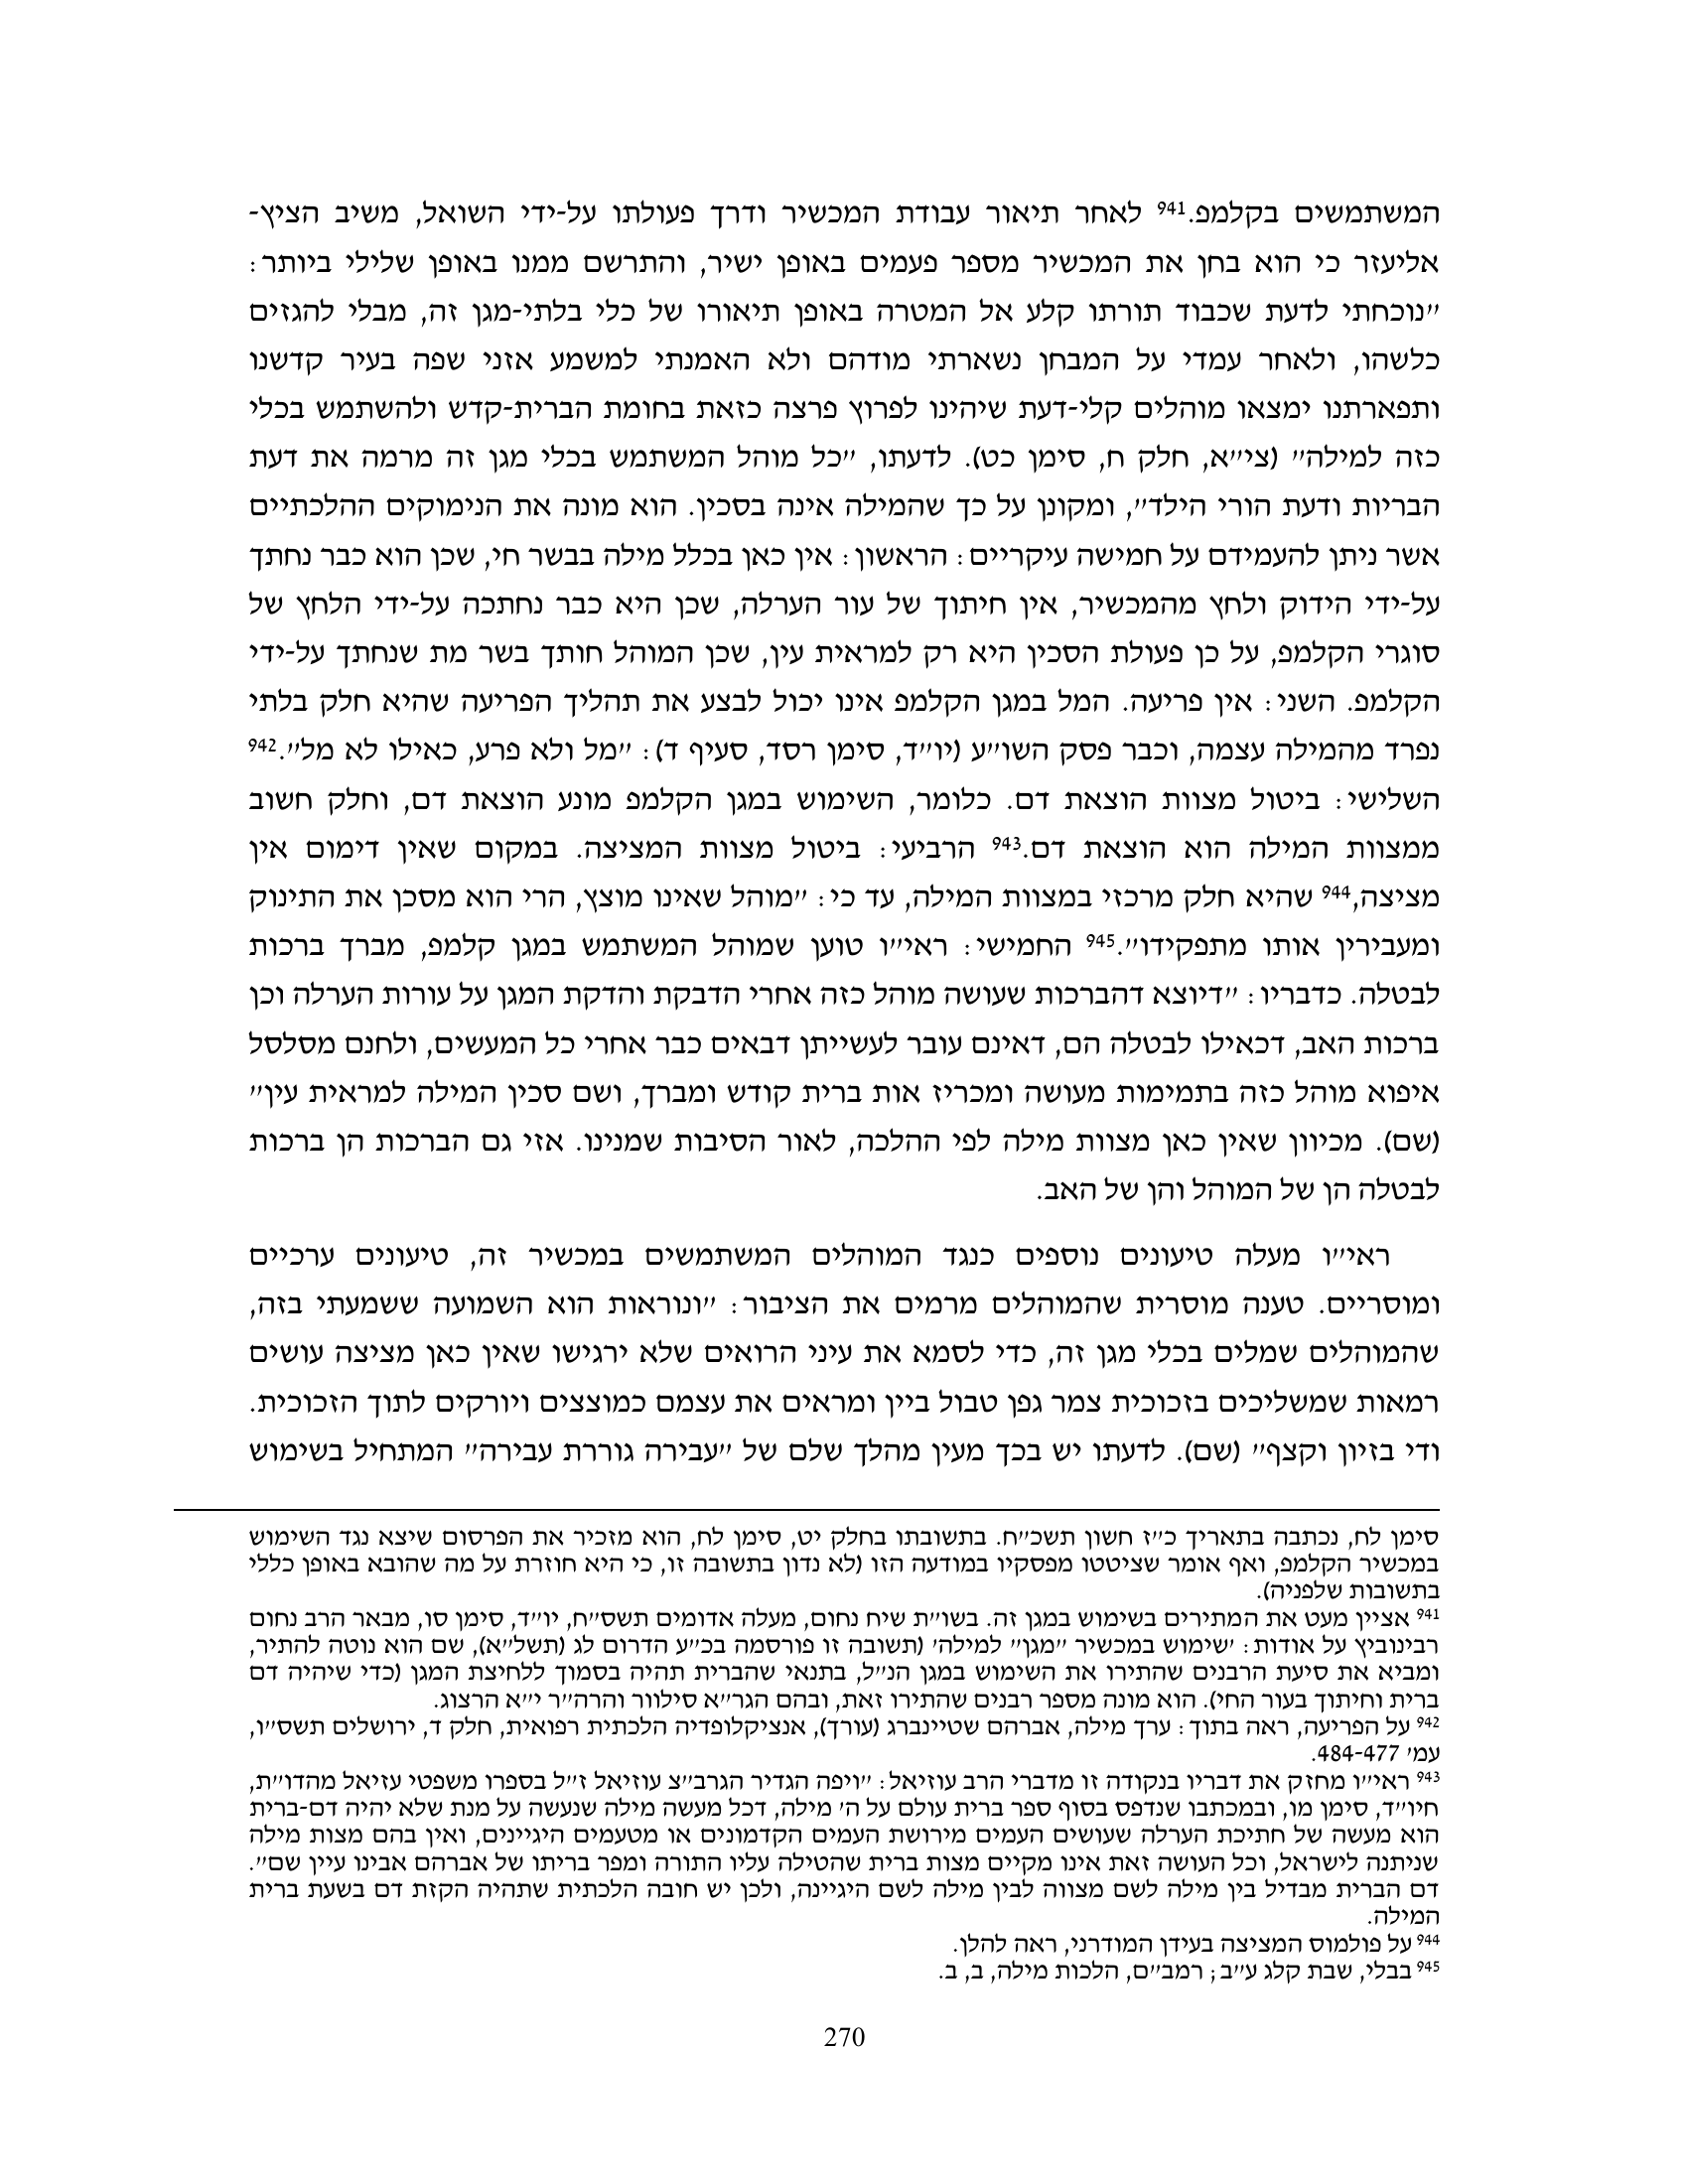 המשתמשים בקלמפ.941 לאחר תיאור עבודת המכשיר ודרך פעולתו על-ידי השואל, משיב הציץ-
אליעזר כי הוא בחן את המכשיר מספר פעמים באופן ישיר, והתרשם ממנו באופן שלילי ביותר:
"נוכחתי לדעת שכבוד תורתו קלע אל המטרה באופן תיאורו של כלי בלתי-מגן זה, מבלי להגזים
כלשהו, ולאחר עמדי על המבחן נשארתי מודהם ולא האמנתי למשמע אזני שפה בעיר קדשנו
ותפארתנו ימצאו מוהלים קלי-דעת שיהינו לפרוץ פרצה כזאת בחומת הברית-קדש ולהשתמש בכלי
כזה למילה" (צי"א, חלק ח, סימן כט). לדעתו, "כל מוהל המשתמש בכלי מגן זה מרמה את דעת
הבריות ודעת הורי הילד", ומקונן על כך שהמילה אינה בסכין. הוא מונה את הנימוקים ההלכתיים
אשר ניתן להעמידם על חמישה עיקריים: הראשון: אין כאן בכלל מילה בבשר חי, שכן הוא כבר נחתך
על-ידי הידוק ולחץ מהמכשיר, אין חיתוך של עור הערלה, שכן היא כבר נחתכה על-ידי הלחץ של
סוגרי הקלמפ, על כן פעולת הסכין היא רק למראית עין, שכן המוהל חותך בשר מת שנחתך על-ידי
הקלמפ. השני: אין פריעה. המל במגן הקלמפ אינו יכול לבצע את תהליך הפריעה שהיא חלק בלתי
נפרד מהמילה עצמה, וכבר פסק השו"ע (יו"ד, סימן רסד, סעיף ד): "מל ולא פרע, כאילו לא מל".942
השלישי: ביטול מצוות הוצאת דם. כלומר, השימוש במגן הקלמפ מונע הוצאת דם, וחלק חשוב
ממצוות המילה הוא הוצאת דם.943 הרביעי: ביטול מצוות המציצה. במקום שאין דימום אין
מציצה,944 שהיא חלק מרכזי במצוות המילה, עד כי: "מוהל שאינו מוצץ, הרי הוא מסכן את התינוק
ומעבירין אותו מתפקידו".945 החמישי: ראי"ו טוען שמוהל המשתמש במגן קלמפ, מברך ברכות
לבטלה. כדבריו: "דיוצא דהברכות שעושה מוהל כזה אחרי הדבקת והדקת המגן על עורות הערלה וכן
ברכות האב, דכאילו לבטלה הם, דאינם עובר לעשייתן דבאים כבר אחרי כל המעשים, ולחנם מסלסל
איפוא מוהל כזה בתמימות מעושה ומכריז אות ברית קודש ומברך, ושם סכין המילה למראית עין"
(שם). מכיוון שאין כאן מצוות מילה לפי ההלכה, לאור הסיבות שמנינו. אזי גם הברכות הן ברכות
לבטלה הן של המוהל והן של האב.
ראי"ו מעלה טיעונים נוספים כנגד המוהלים המשתמשים במכשיר זה, טיעונים ערכיים
ומוסריים. טענה מוסרית שהמוהלים מרמים את הציבור: "ונוראות הוא השמועה ששמעתי בזה,
שהמוהלים שמלים בכלי מגן זה, כדי לסמא את עיני הרואים שלא ירגישו שאין כאן מציצה עושים
רמאות שמשליכים בזכוכית צמר גפן טבול ביין ומראים את עצמם כמוצצים ויורקים לתוך הזכוכית.
ודי בזיון וקצף" (שם). לדעתו יש בכך מעין מהלך שלם של "עבירה גוררת עבירה" המתחיל בשימוש
סימן לח, נכתבה בתאריך כ"ז חשון תשכ"ח. בתשובתו בחלק יט, סימן לח, הוא מזכיר את הפרסום שיצא נגד השימוש
במכשיר הקלמפ, ואף אומר שציטטו מפסקיו במודעה הזו (לא נדון בתשובה זו, כי היא חוזרת על מה שהובא באופן כללי
בתשובות שלפניה).
941 אציין מעט את המתירים בשימוש במגן זה. בשו"ת שיח נחום, מעלה אדומים תשס"ח, יו"ד, סימן סו, מבאר הרב נחום
רבינוביץ על אודות: 'שימוש במכשיר "מגן" למילה' (תשובה זו פורסמה בכ"ע הדרום לג (תשל"א), שם הוא נוטה להתיר,
ומביא את סיעת הרבנים שהתירו את השימוש במגן הנ"ל, בתנאי שהברית תהיה בסמוך ללחיצת המגן (כדי שיהיה דם
ברית וחיתוך בעור החי). הוא מונה מספר רבנים שהתירו זאת, ובהם הגר"א סילוור והרה"ר י"א הרצוג.
942 על הפריעה, ראה בתוך: ערך מילה, אברהם שטיינברג (עורך), אנציקלופדיה הלכתית רפואית, חלק ד, ירושלים תשס"ו,
עמ' 484-477.
943 ראי"ו מחזק את דבריו בנקודה זו מדברי הרב עוזיאל: "ויפה הגדיר הגרב"צ עוזיאל ז"ל בספרו משפטי עזיאל מהדו"ת,
חיו"ד, סימן מו, ובמכתבו שנדפס בסוף ספר ברית עולם על ה' מילה, דכל מעשה מילה שנעשה על מנת שלא יהיה דם-ברית
הוא מעשה של חתיכת הערלה שעושים העמים מירושת העמים הקדמונים או מטעמים היגיינים, ואין בהם מצות מילה
שניתנה לישראל, וכל העושה זאת אינו מקיים מצות ברית שהטילה עליו התורה ומפר בריתו של אברהם אבינו עיין שם".
דם הברית מבדיל בין מילה לשם מצווה לבין מילה לשם היגיינה, ולכן יש חובה הלכתית שתהיה הקזת דם בשעת ברית
המילה.
944 על פולמוס המציצה בעידן המודרני, ראה להלן.
945 בבלי, שבת קלג ע"ב; רמב"ם, הלכות מילה, ב, ב.
270